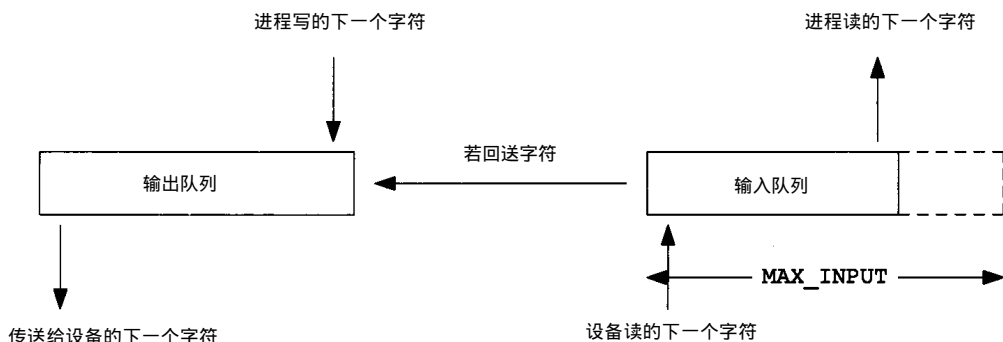 进程写的下一个字符
进程读的下一个字符
若回送字符
输出队列
输入队列
MAX_INPUT
传送给设备的下一个字符
设备读的下一个字符